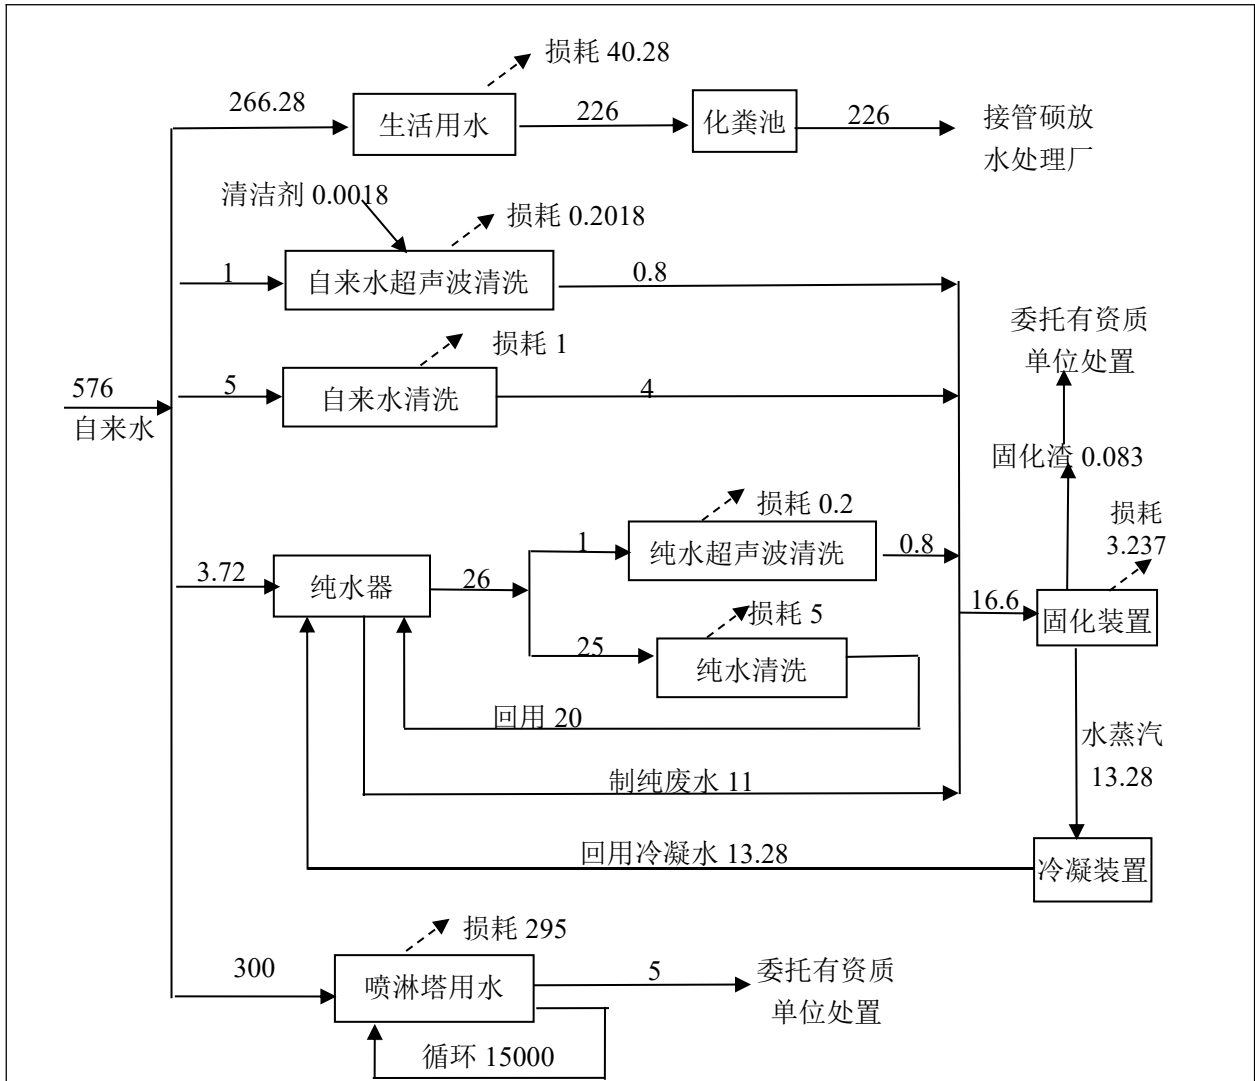 损耗 40.28
266.28
生活用水
226
化粪池
226
接管硕放
水处理厂
清洁剂 0.0018
损耗 0.2018
1
自来水超声波清洗
0.8
委托有资质
单位处置
损耗 1
576
自来水
5
自来水清洗
4
固化渣 0.083
损耗 0.2
损耗
3.237
3.72
纯水器
26
1
纯水超声波清洗
0.8
16.6
固化装置
损耗 5
25
纯水清洗
回用 20
水蒸汽
13.28
制纯废水 11
回用冷凝水 13.28
冷凝装置
损耗 295
300
喷淋塔用水
5
委托有资质
单位处置
循环 15000